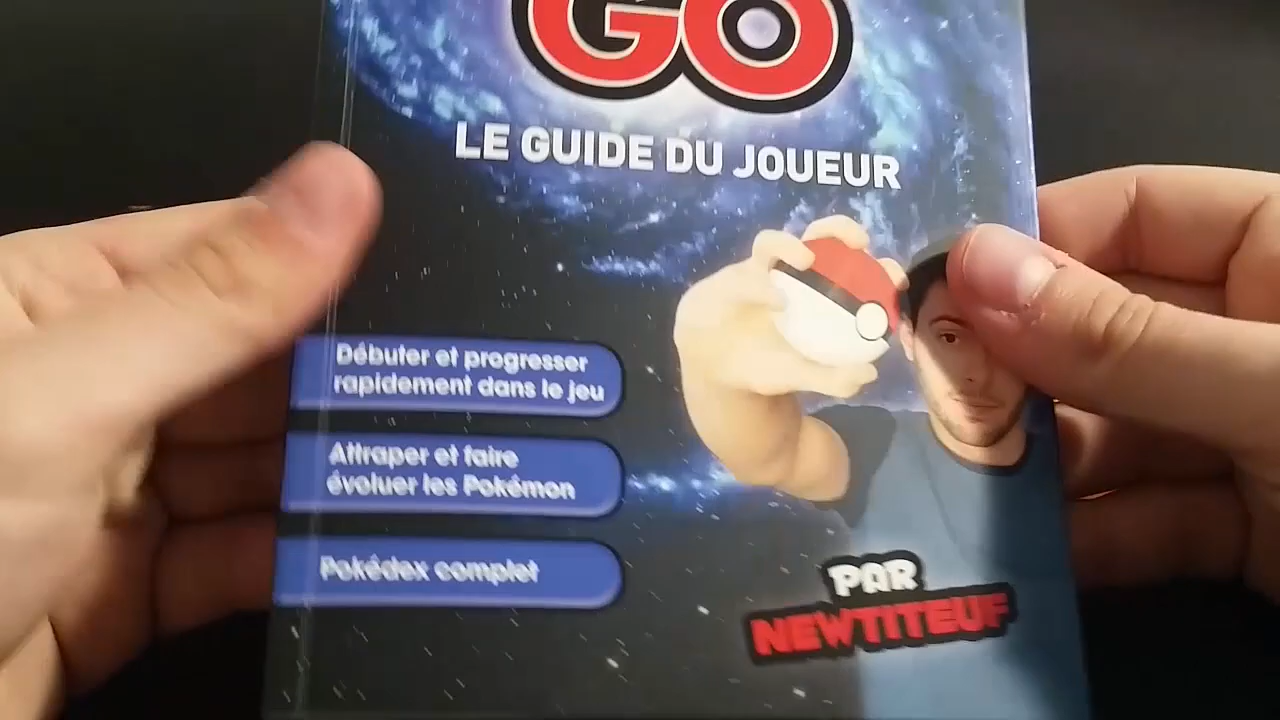 GO
LE GUIDE DU JOUEUR
Débuter et progresser
rapidement dans le jeu
Attraper et faire
évoluer les Pokémon
Pokédex complet
PAR
NEWTITEUF